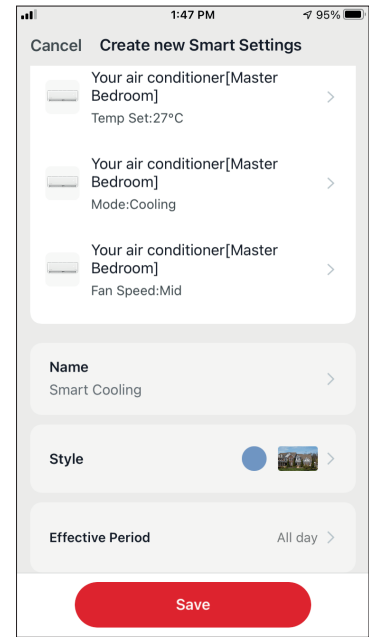 1:47 PM
95%
Cancel Create new Smart Settings
Your air conditioner[Master
Bedroom]
Temp Set:27°C
Your air conditioner[Master
Bedroom]
Mode:Cooling
Your air conditioner[Master
Bedroom]
Fan Speed:Mid
Name
Smart Cooling
Style
Effective Period All day
Save